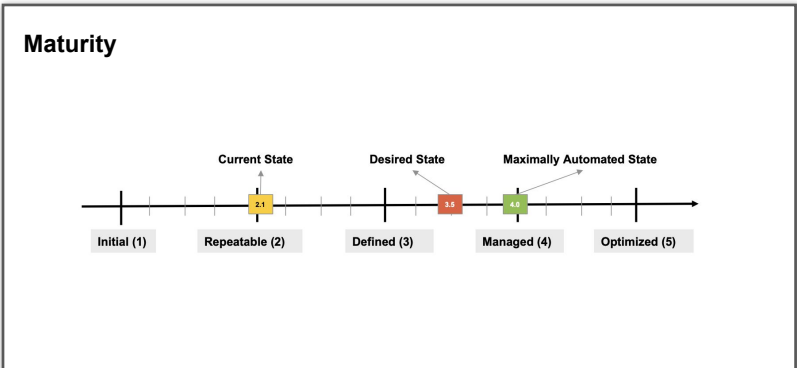 Maturity
Current State Desired State Maximally Automated State
2.1 3.5 4.0
Initial (1) Repeatable (2) Defined (3) Managed (4) Optimized (5)